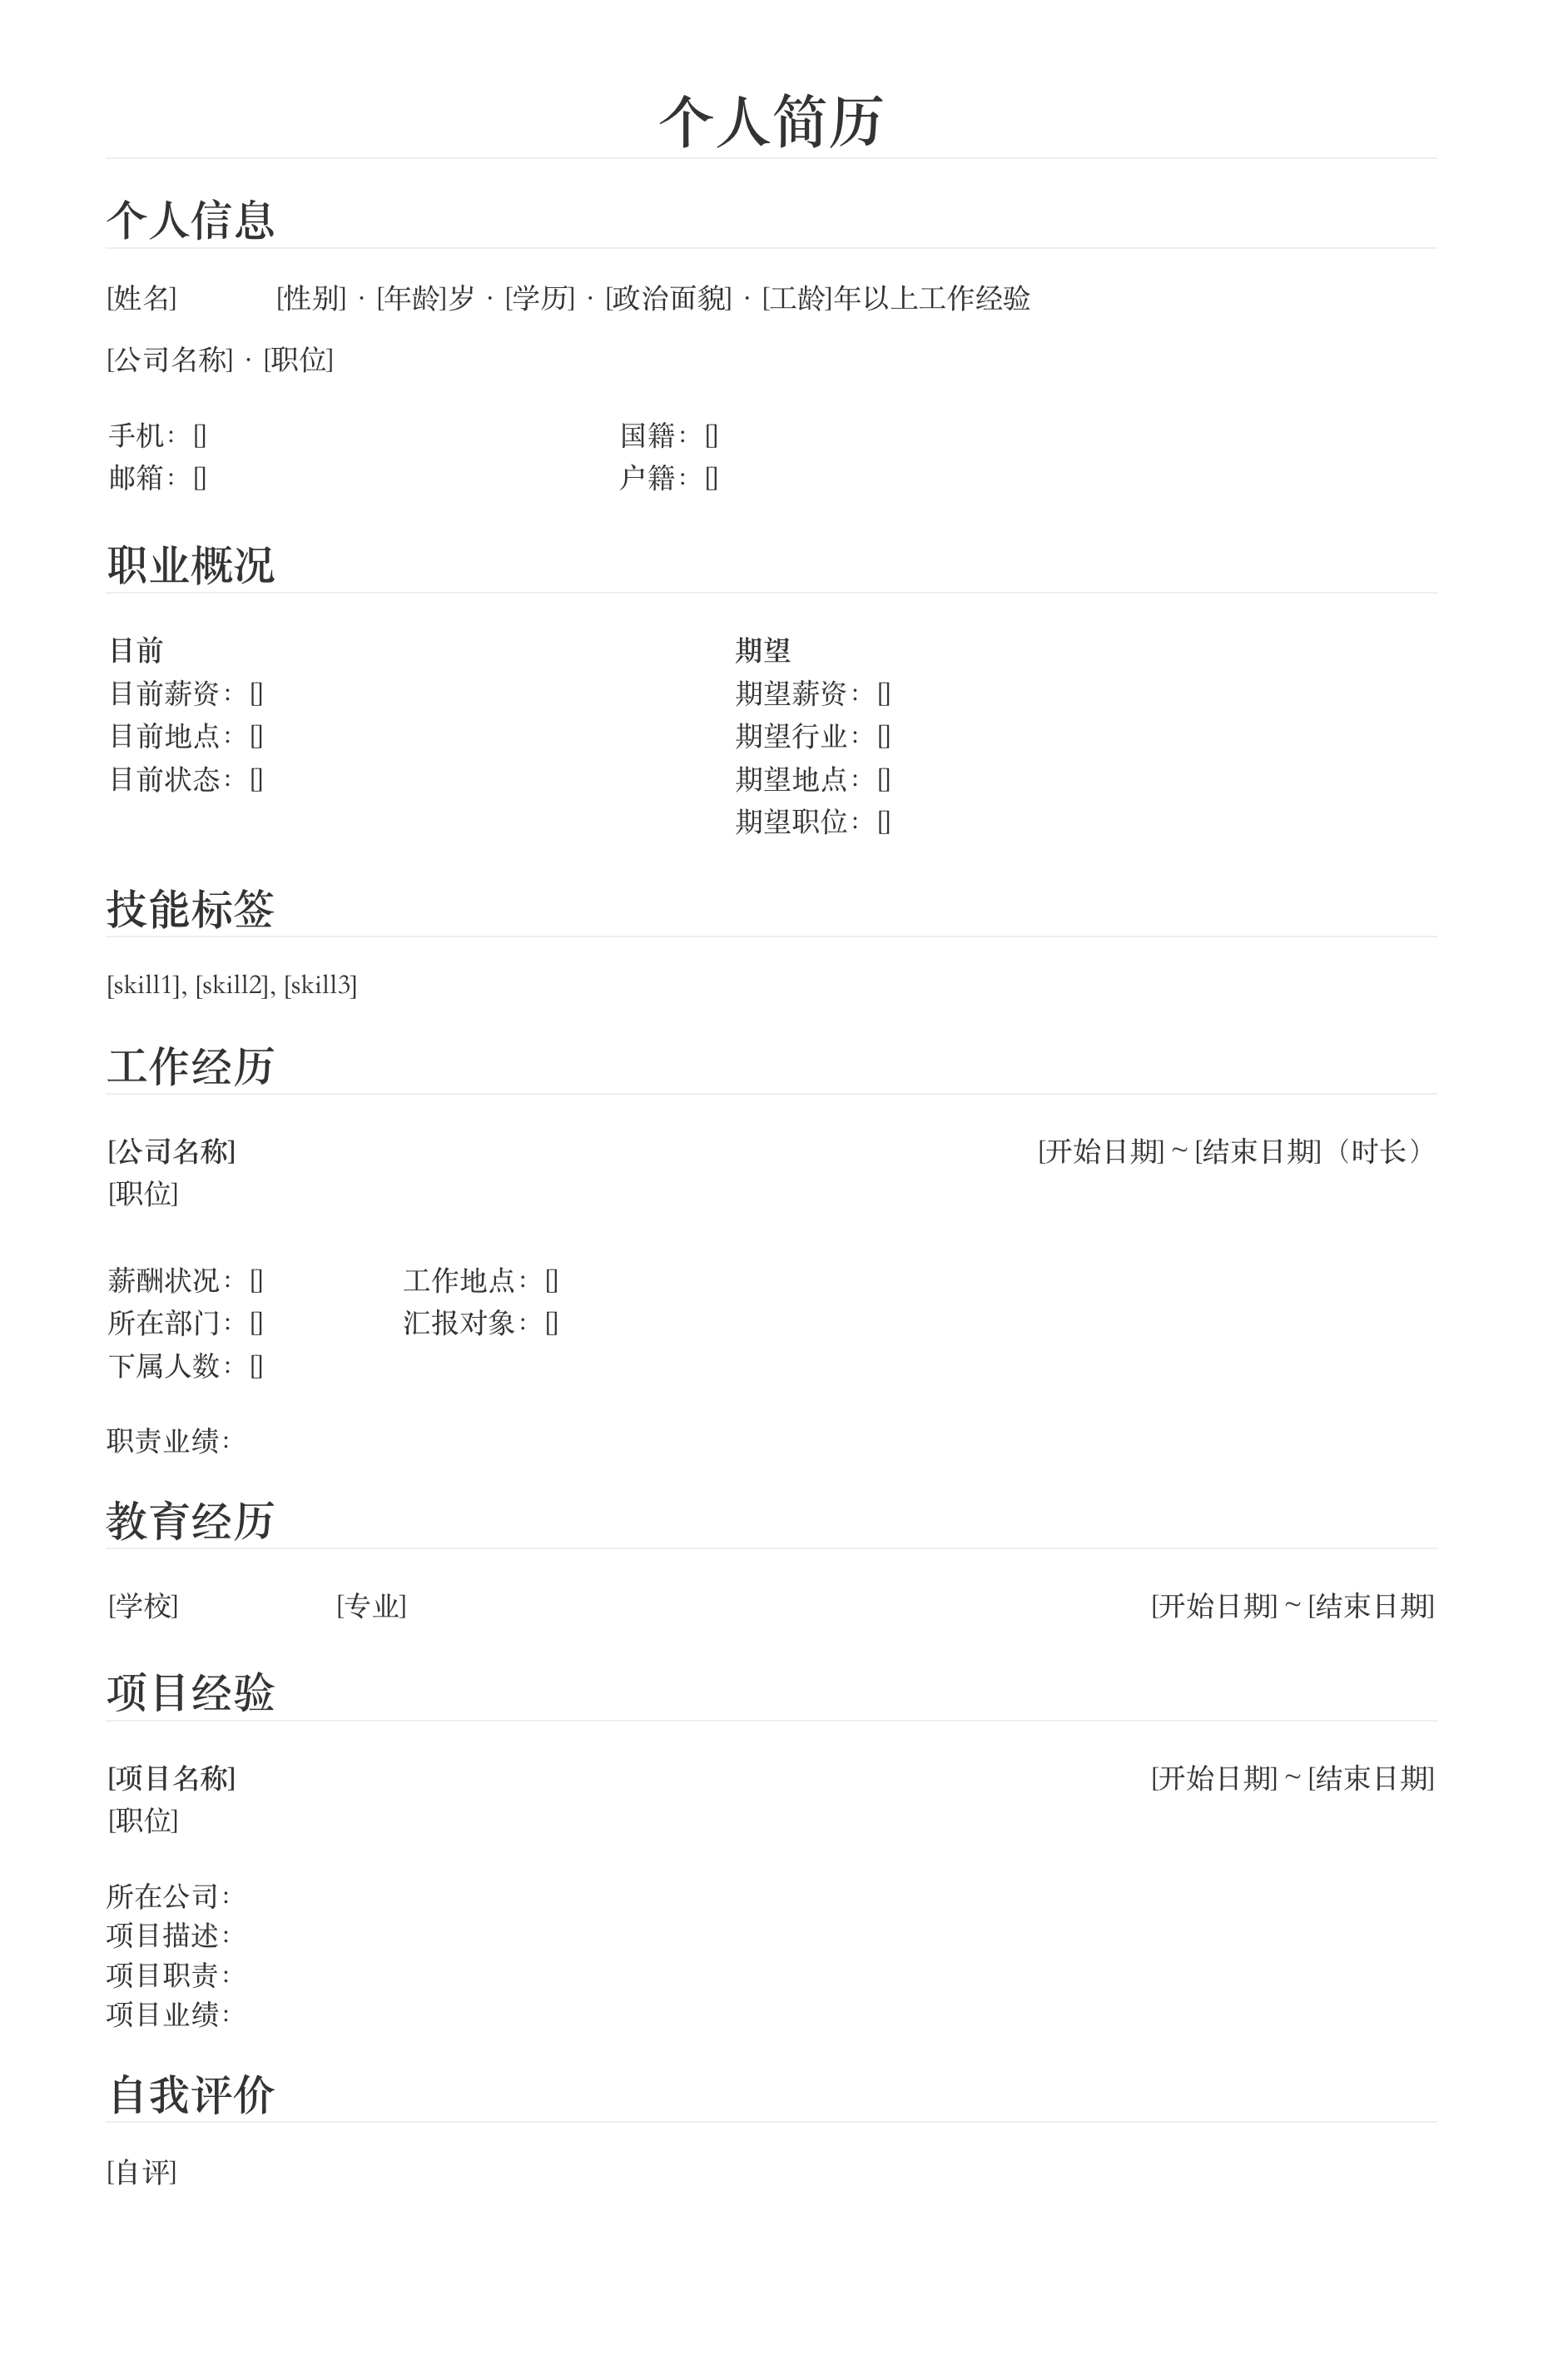 个人简历
个人信息
[姓名] [性别] · [年龄]岁 · [学历] · [政治面貌] · [工龄]年以上工作经验
[公司名称] · [职位]
手机： [] 国籍： []
邮箱： [] 户籍： []
职业概况
目前 期望
目前薪资： [] 期望薪资： []
目前地点： [] 期望行业： []
目前状态： [] 期望地点： []
期望职位： []
技能标签
[skill1], [skill2], [skill3]
工作经历
[公司名称] [开始日期] ~ [结束日期]（时长）
[职位]
薪酬状况： [] 工作地点： []
所在部门： [] 汇报对象： []
下属人数： []
职责业绩：
教育经历
[学校] [专业] [开始日期] ~ [结束日期]
项目经验
[项目名称] [开始日期] ~ [结束日期]
[职位]
所在公司：
项目描述：
项目职责：
项目业绩：
自我评价
[自评]